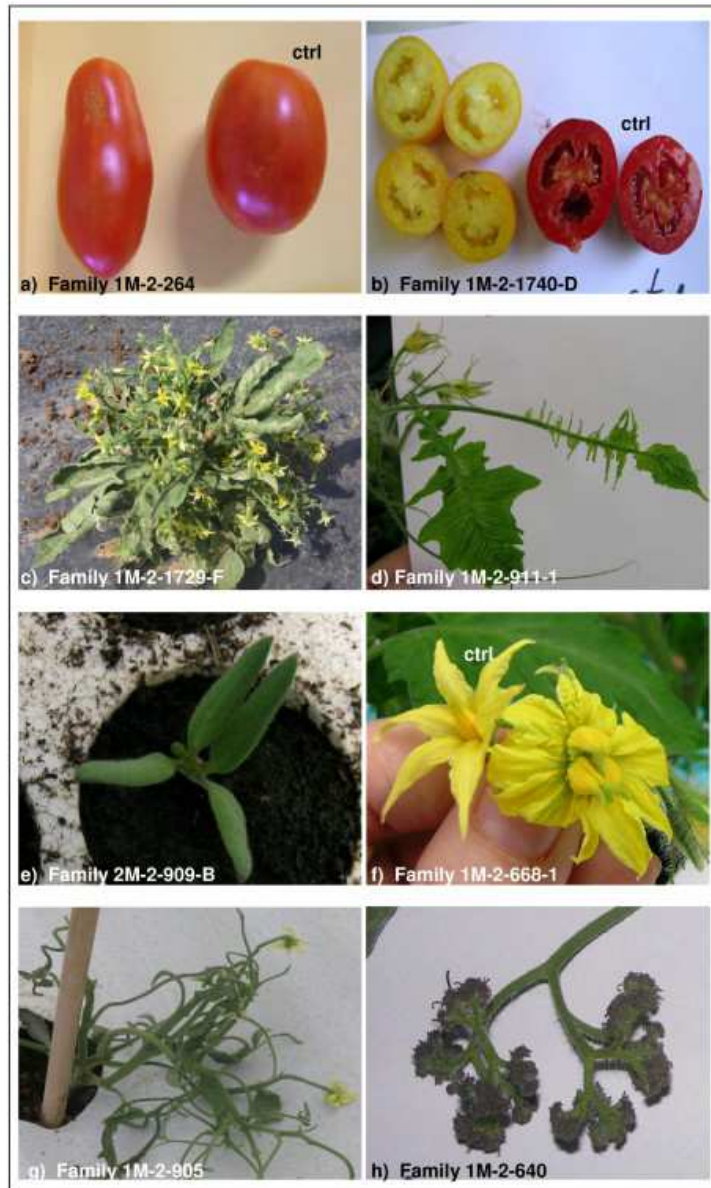 ctrl
a) Family 1M-2-264
ctrl
b) Family 1M-2-1740-D
c) Family 1M-2-1729-F
d) Family 1M-2-911-1
e) Family 2M-2-909-B
ctrl
f) Family 1M-2-668-1
g) Family 1M-2-905
h) Family 1M-2-640